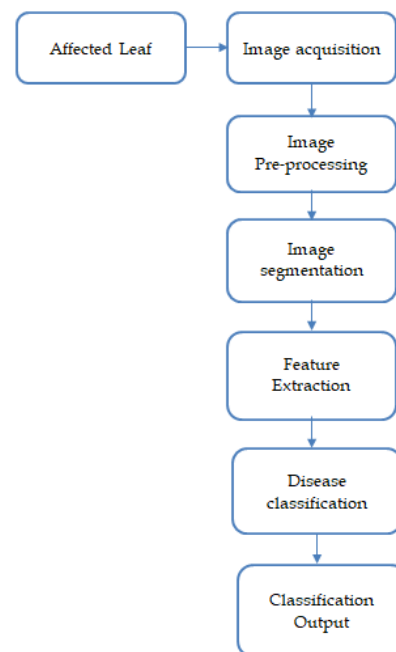 Affected Leaf
Image acquisition
Image
Pre-processing
Image
segmentation
Feature
Extraction
Disease
classification
Classification
Output